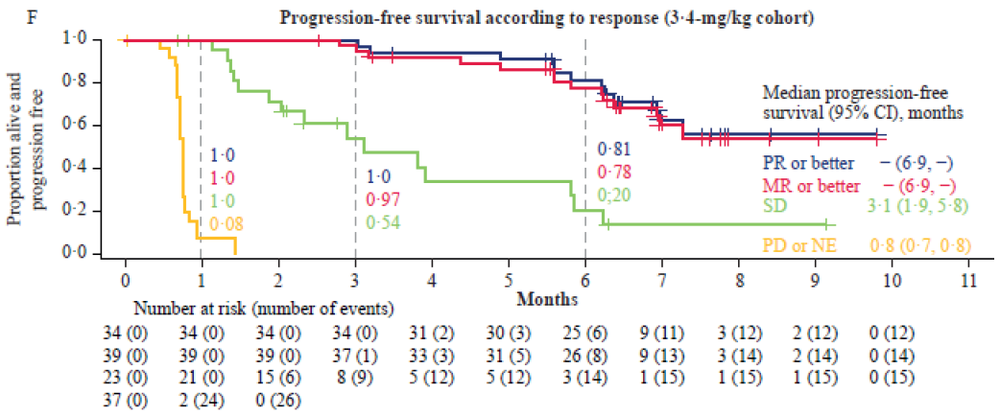 F Progression-free survival according to response (3·4-mg/kg cohort)
Proportion alive and
progression free
1·0
0·8
0·6
0·4
0·2
0·0
1·0
1·0
1·0
0·08
1·0
0·97
0·54
0·81
0·78
0;20
Median progression-free
survival (95% CI), months
PR or better – (6·9, –)
MR or better – (6·9, –)
SD 3·1 (1·9, 5·8)
PD or NE 0·8 (0·7, 0·8)
0 1 2 3 4 5 6 7 8 9 10 11
Months
Number at risk (number of events)
34 (0) 34 (0) 34 (0) 34 (0) 31 (2) 30 (3) 25 (6) 9 (11) 3 (12) 2 (12) 0 (12)
39 (0) 39 (0) 39 (0) 37 (1) 33 (3) 31 (5) 26 (8) 9 (13) 3 (14) 2 (14) 0 (14)
23 (0) 21 (0) 15 (6) 8 (9) 5 (12) 5 (12) 3 (14) 1 (15) 1 (15) 1 (15) 0 (15)
37 (0) 2 (24) 0 (26)